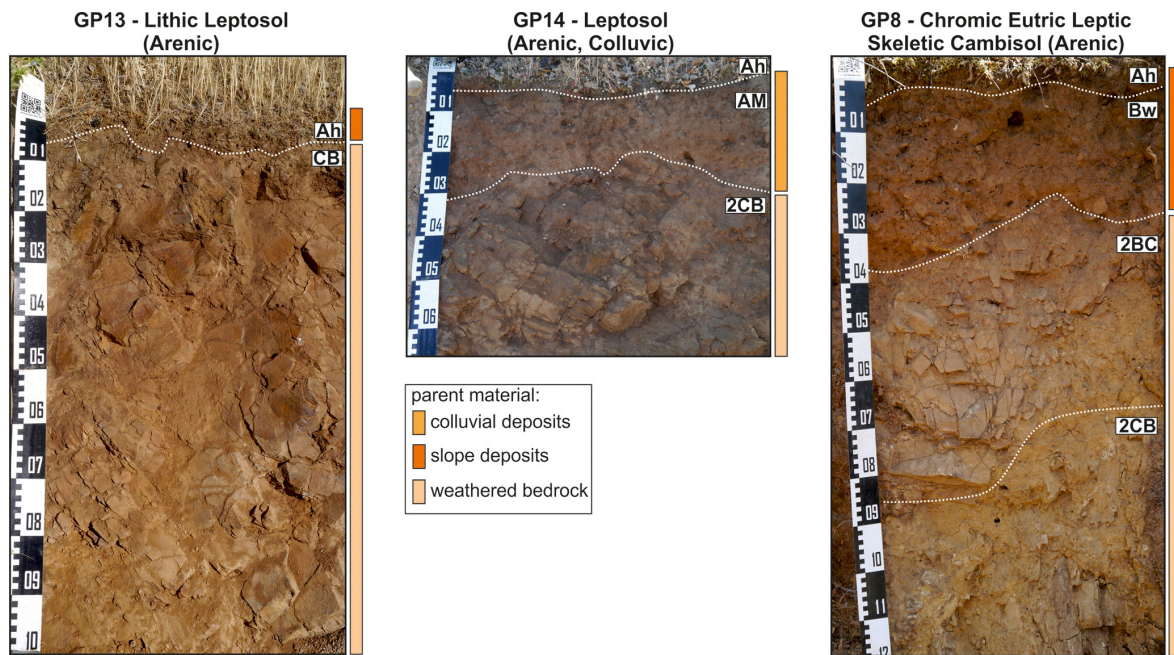 GP13 - Lithic Leptosol
(Arenic)
Ah
CB
01
02
03
04
05
06
07
08
09
10
GP14 - Leptosol
(Arenic, Colluvic)
Ah
AM
2CB
01
02
03
04
05
06
parent material:
colluvial deposits
slope deposits
weathered bedrock
GP8 - Chromic Eutric Leptic
Skeletic Cambisol (Arenic)
Ah
Bw
2BC
2CB
01
02
03
04
05
06
07
08
09
10
11
12